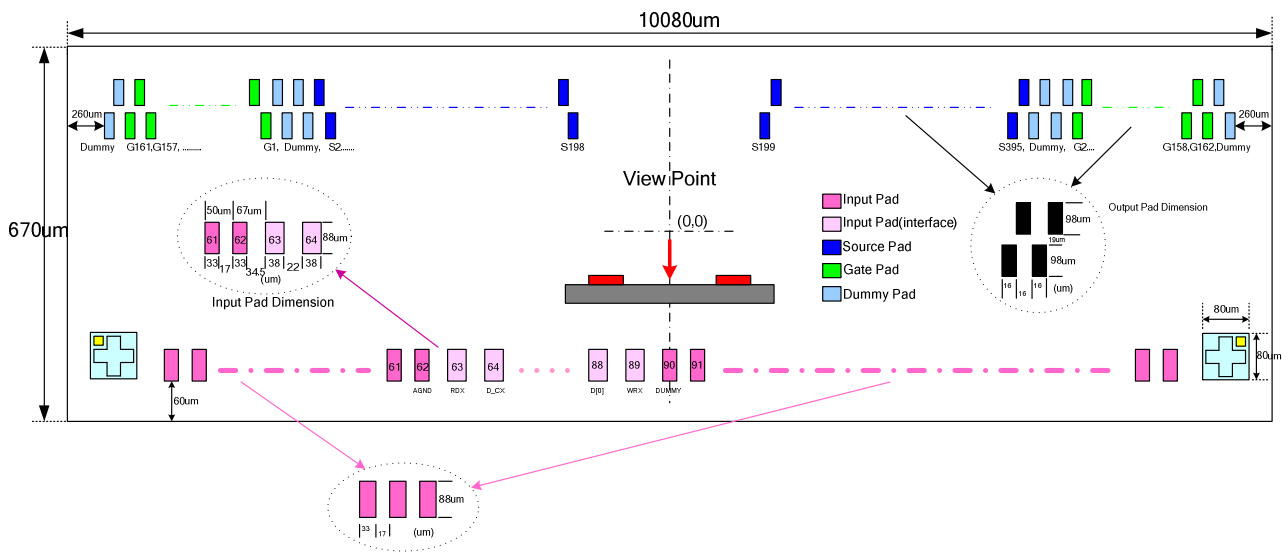 10080um
260um
260um
Dummy G161,G157, ........
G1, Dummy, S2......
S198
S199
S395, Dummy, G2....
G158,G162,Dummy
670um
View Point
(0,0)
Input Pad
Input Pad(interface)
Source Pad
Gate Pad
Dummy Pad
50um 67um
61 62 63 64
88um
33 17 33 34.5 38 22 38
(um)
Input Pad Dimension
Output Pad Dimension
98um
19um
98um
16 16 16 (um)
80um
80um
60um
61 62 63 64 88 89 90 91
AGND RDX D_CX D[0] WRX DUMMY
88um
33 17 (um)